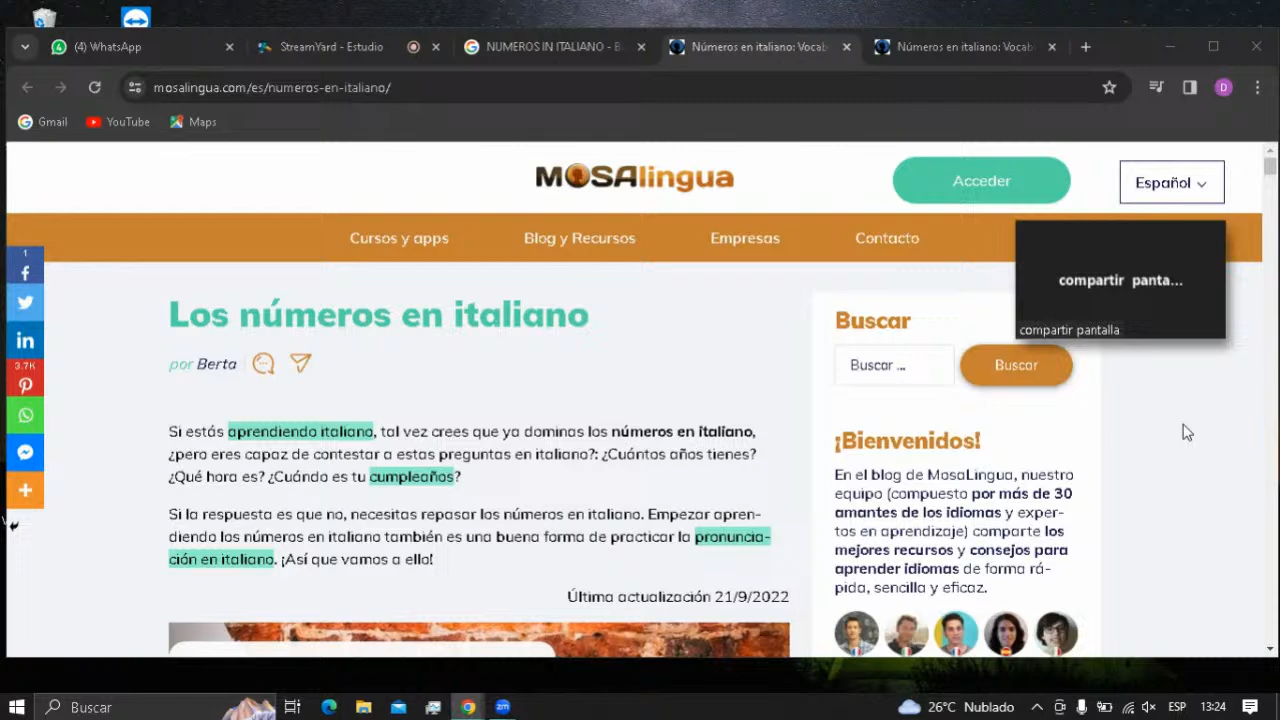 (4) WhatsApp
StreamYard - Estudio
NUMEROS IN ITALIANO - B
Números en italiano: Vocab
Números en italiano: Vocab
mosalingua.com/es/numeros-en-italiano/
D
Gmail
YouTube
Maps
MOSAlingua
Acceder
Español
Cursos y apps
Blog y Recursos
Empresas
Contacto
compartir panta...
compartir pantalla
1
3.7K
Los números en italiano
por Berta
Si estás aprendiendo italiano, tal vez crees que ya dominas los números en italiano,
¿pero eres capaz de contestar a estas preguntas en italiano?: ¿Cuántos años tienes?
¿Qué hora es? ¿Cuándo es tu cumpleaños?
Si la respuesta es que no, necesitas repasar los números en italiano. Empezar apren-
diendo los números en italiano también es una buena forma de practicar la pronuncia-
ción en italiano. ¡Así que vamos a ello!
Última actualización 21/9/2022
Buscar
Buscar ...
Buscar
¡Bienvenidos!
En el blog de MosaLingua, nuestro
equipo (compuesto por más de 30
amantes de los idiomas y exper-
tos en aprendizaje) comparte los
mejores recursos y consejos para
aprender idiomas de forma rá-
pida, sencilla y eficaz.
Buscar
zm
26°C Nublado
ESP
13:24